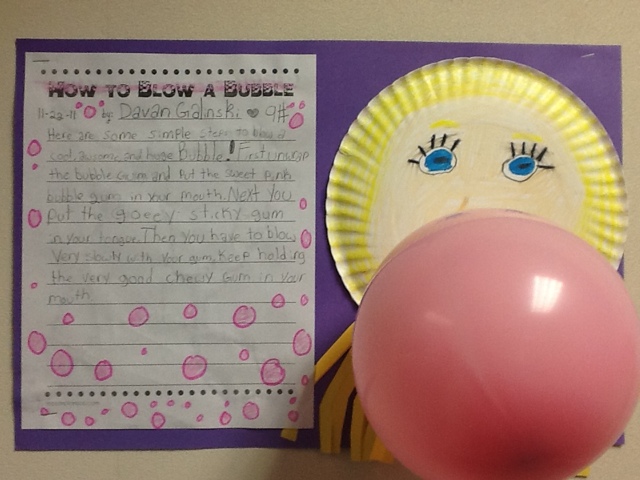 How to Blow a Bubble
11-22-11 by: Davan Galinski 9#
Here are some simple steps to blow a
cool, awsome, and huge Bubble! First unwrap
the bubble Gum and Put the sweet pink
bubble gum in your mouth. Next You
put the gooey stichy gum
in your tongue. Then You have to blow
Very slowly with your gum. Keep holding
the very good chewy Gum in Your
mouth